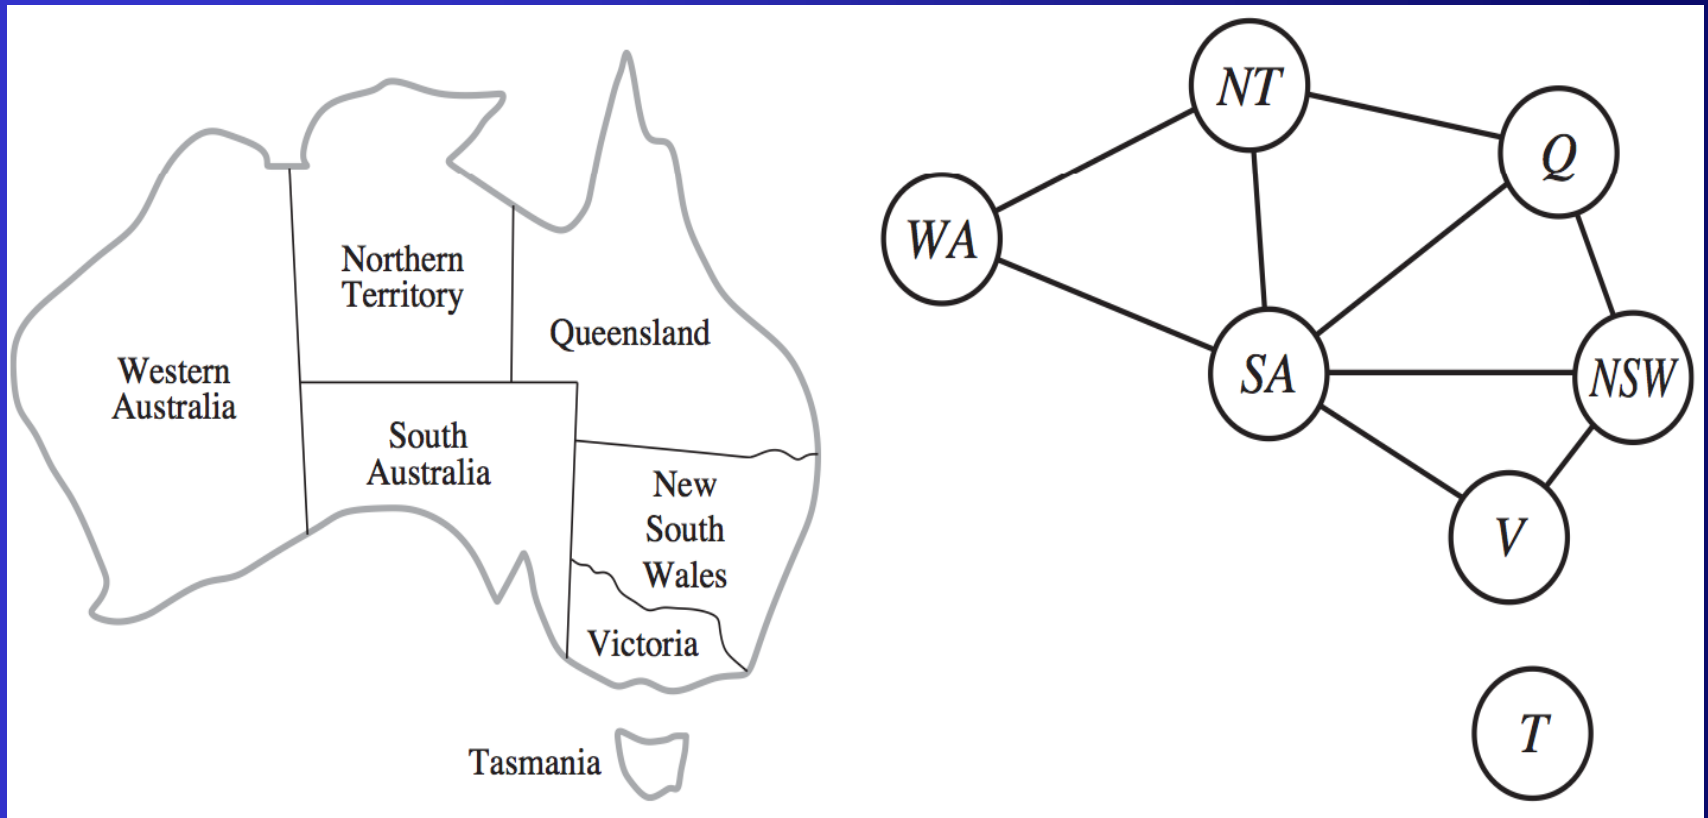 Northern
Territory
Western
Australia
Queensland
South
Australia
New
South
Wales
Victoria
Tasmania
NT
Q
WA
SA
NSW
V
T